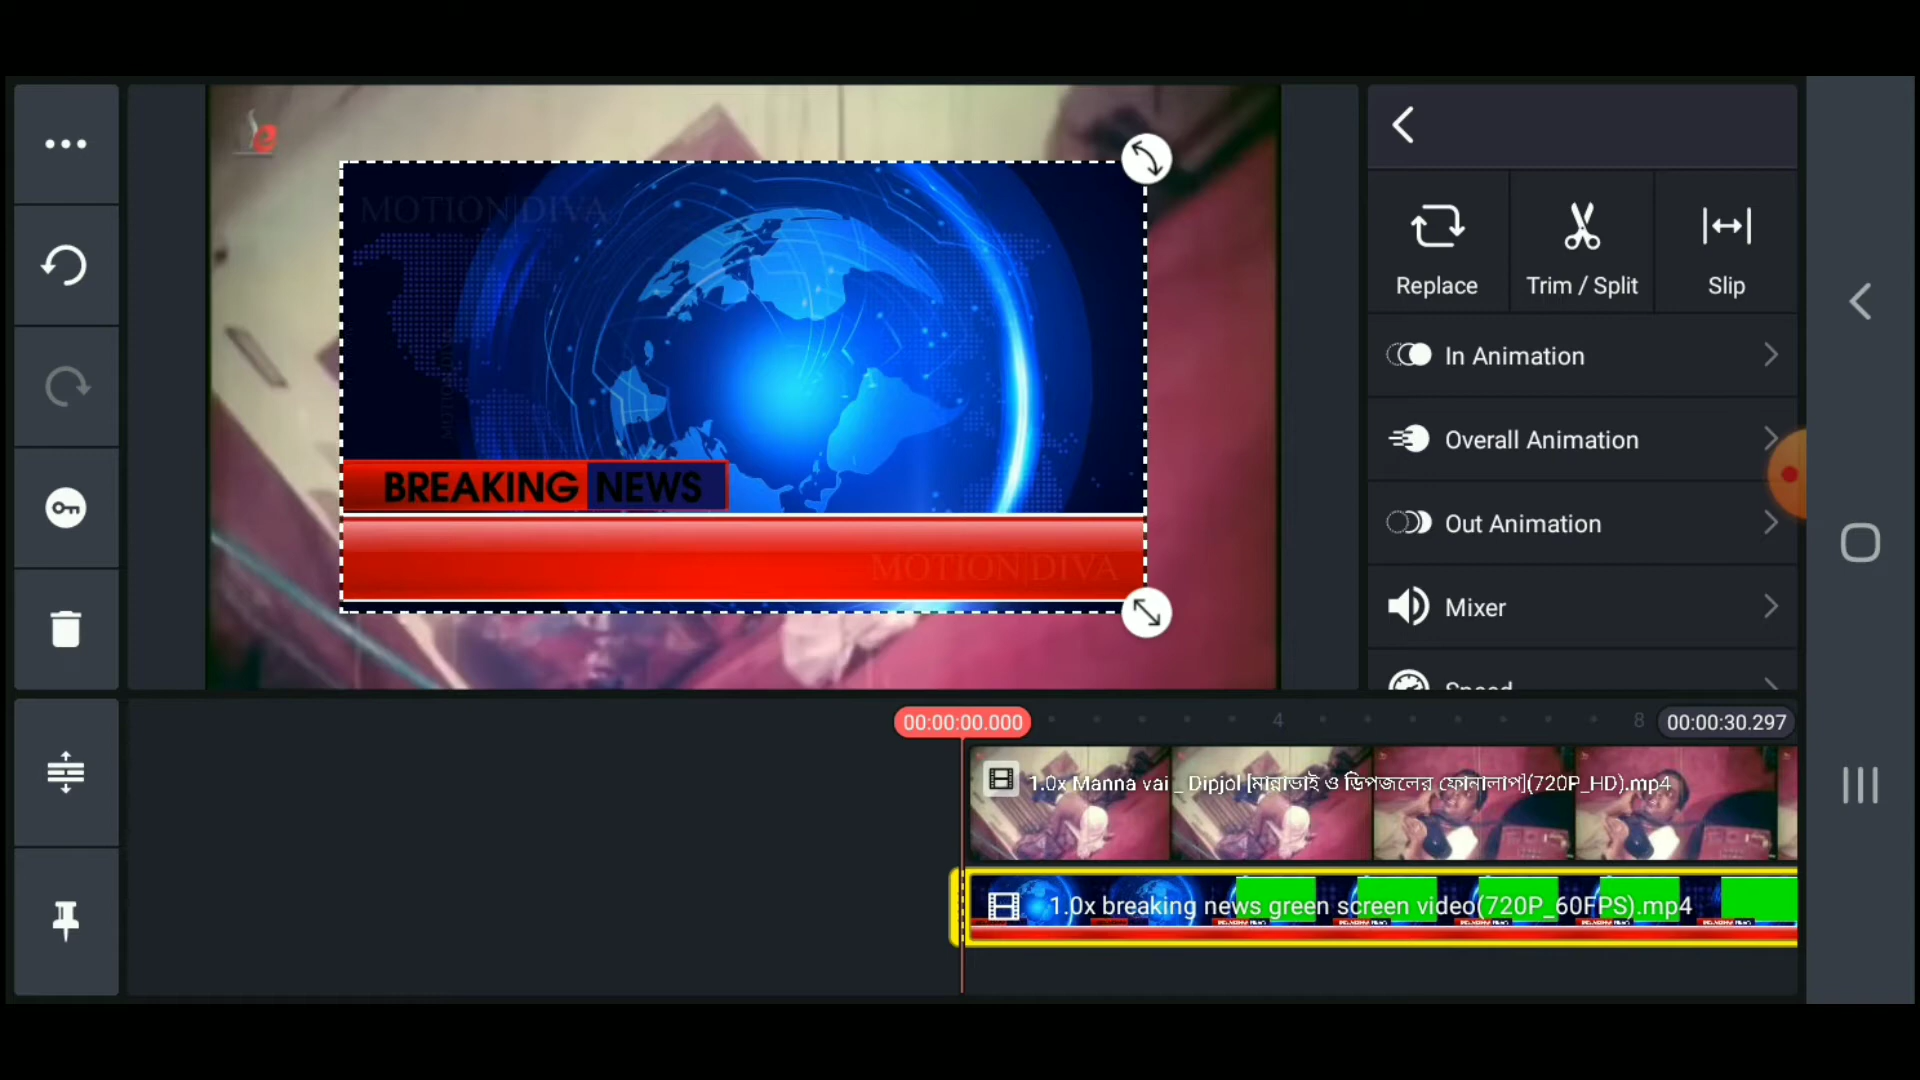 MOTION|DIVA
BREAKING NEWS
MOTION|DIVA
Replace
Trim / Split
Slip
In Animation
Overall Animation
Out Animation
Mixer
Speed
00:00:00.000
4
8
00:00:30.297
1.0x Manna vai _ Dipjol [মান্নাভাই ও ডিপজলের ফোনালাপ](720P_HD).mp4
1.0x breaking news green screen video(720P_60FPS).mp4